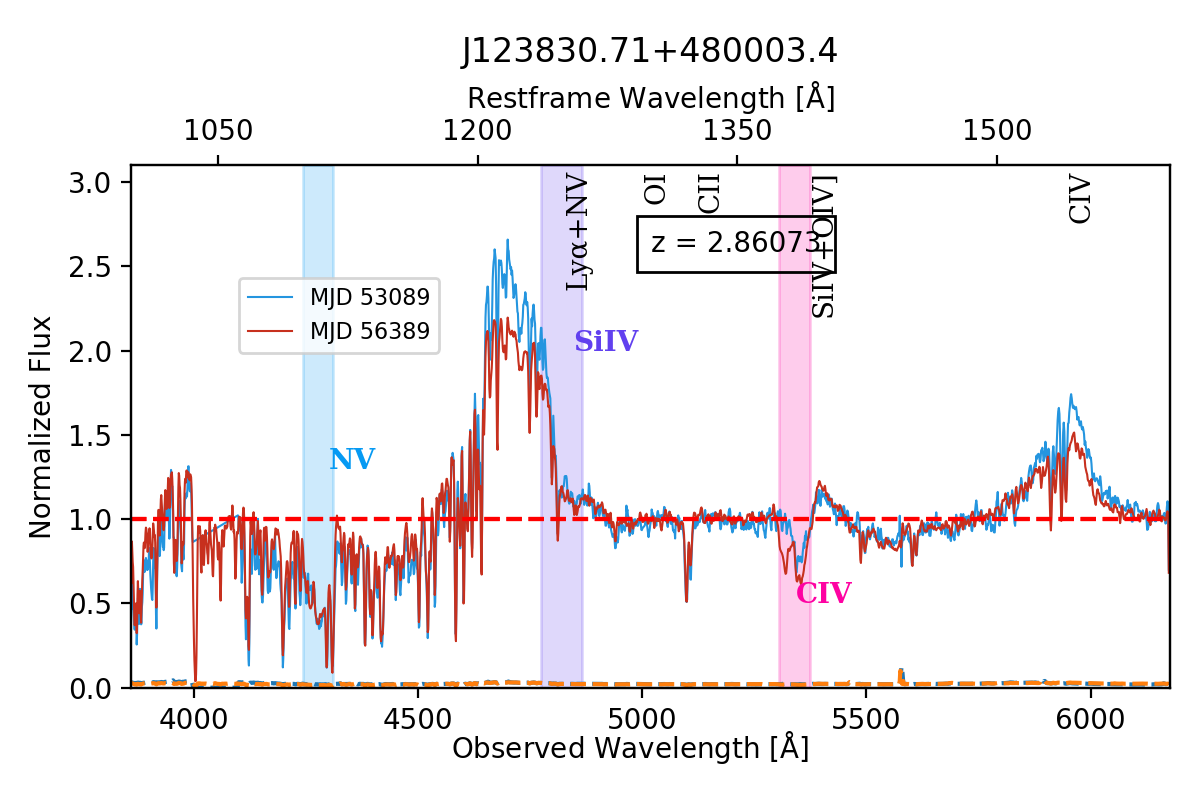 J123830.71+480003.4
Restframe Wavelength [Å]
1050 1200 1350 1500
3.0
2.5
2.0
1.5
1.0
0.5
0.0
Normalized Flux
Lyα+NV
OI
CII
SiIV+OIV]
CIV
z = 2.86073
MJD 53089
MJD 56389
SiIV
NV
CIV
4000 4500 5000 5500 6000
Observed Wavelength [Å]